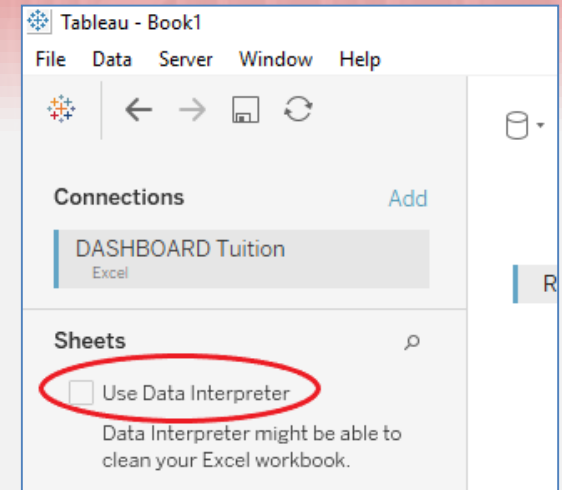 Tableau - Book1
File Data Server Window Help
Connections Add
DASHBOARD Tuition
Excel
R
Sheets
Use Data Interpreter
Data Interpreter might be able to
clean your Excel workbook.